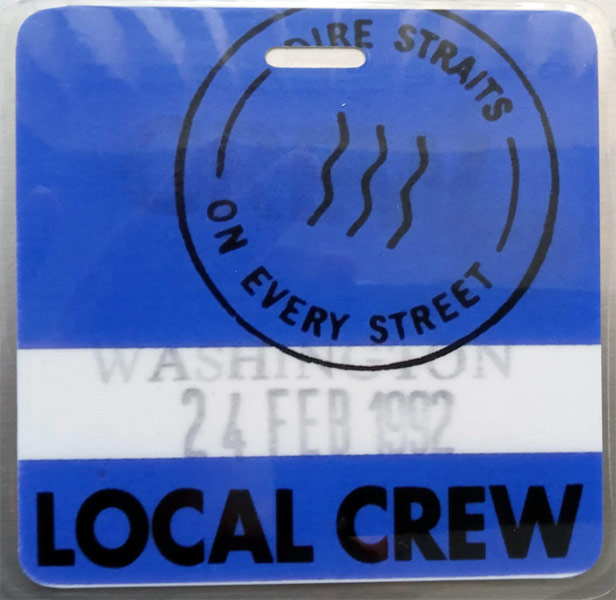 DIRE STRAITS
ON EVERY STREET
WASHINGTON
24 FEB 1992
LOCAL CREW